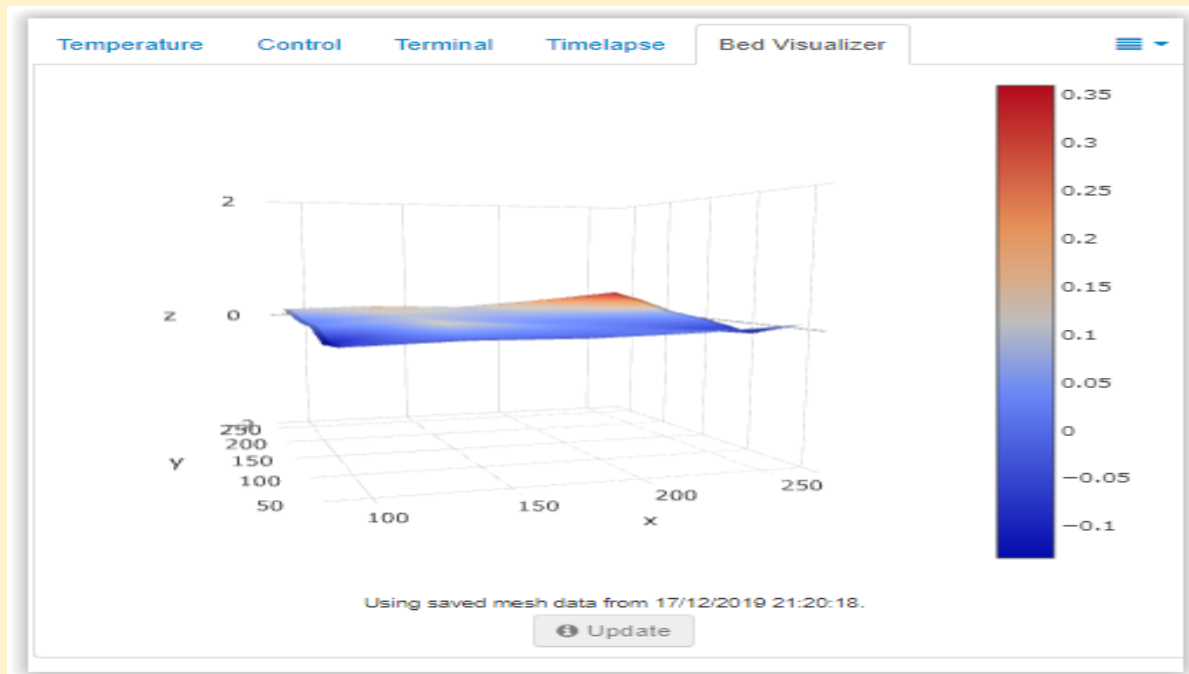 Temperature Control Terminal Timelapse Bed Visualizer
0.35
0.3
0.25
0.2
0.15
0.1
0.05
0
−0.05
−0.1
2
z 0
250
200
y 150
100
50
100 150 200 250
x
Using saved mesh data from 17/12/2019 21:20:18.
Update